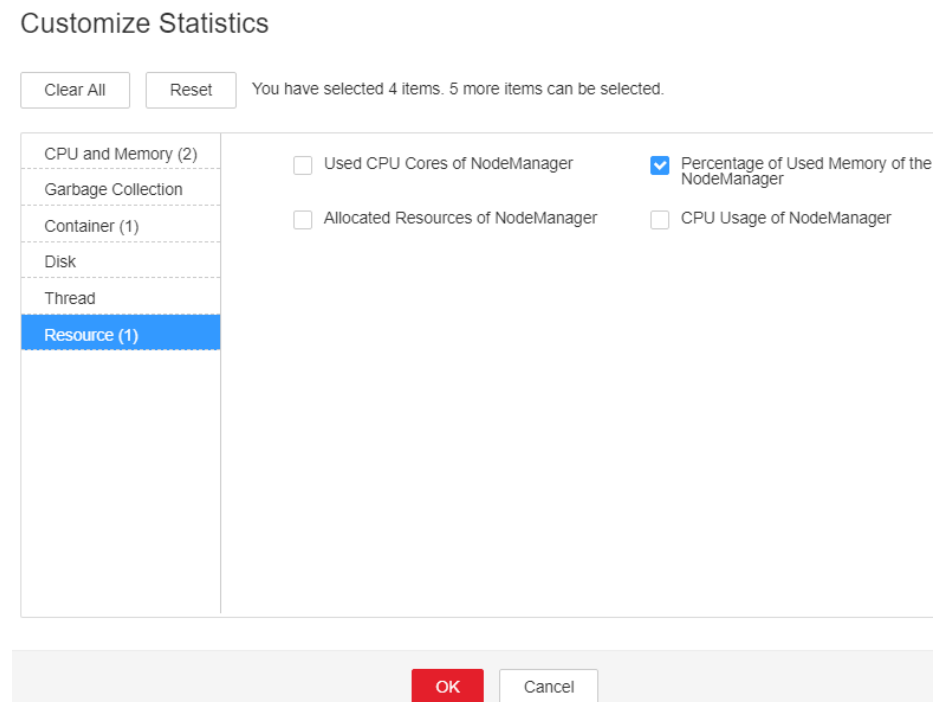 Customize Statistics
Clear All
Reset
You have selected 4 items. 5 more items can be selected.
CPU and Memory (2)
Garbage Collection
Container (1)
Disk
Thread
Resource (1)
Used CPU Cores of NodeManager
Percentage of Used Memory of the
NodeManager
Allocated Resources of NodeManager
CPU Usage of NodeManager
OK
Cancel